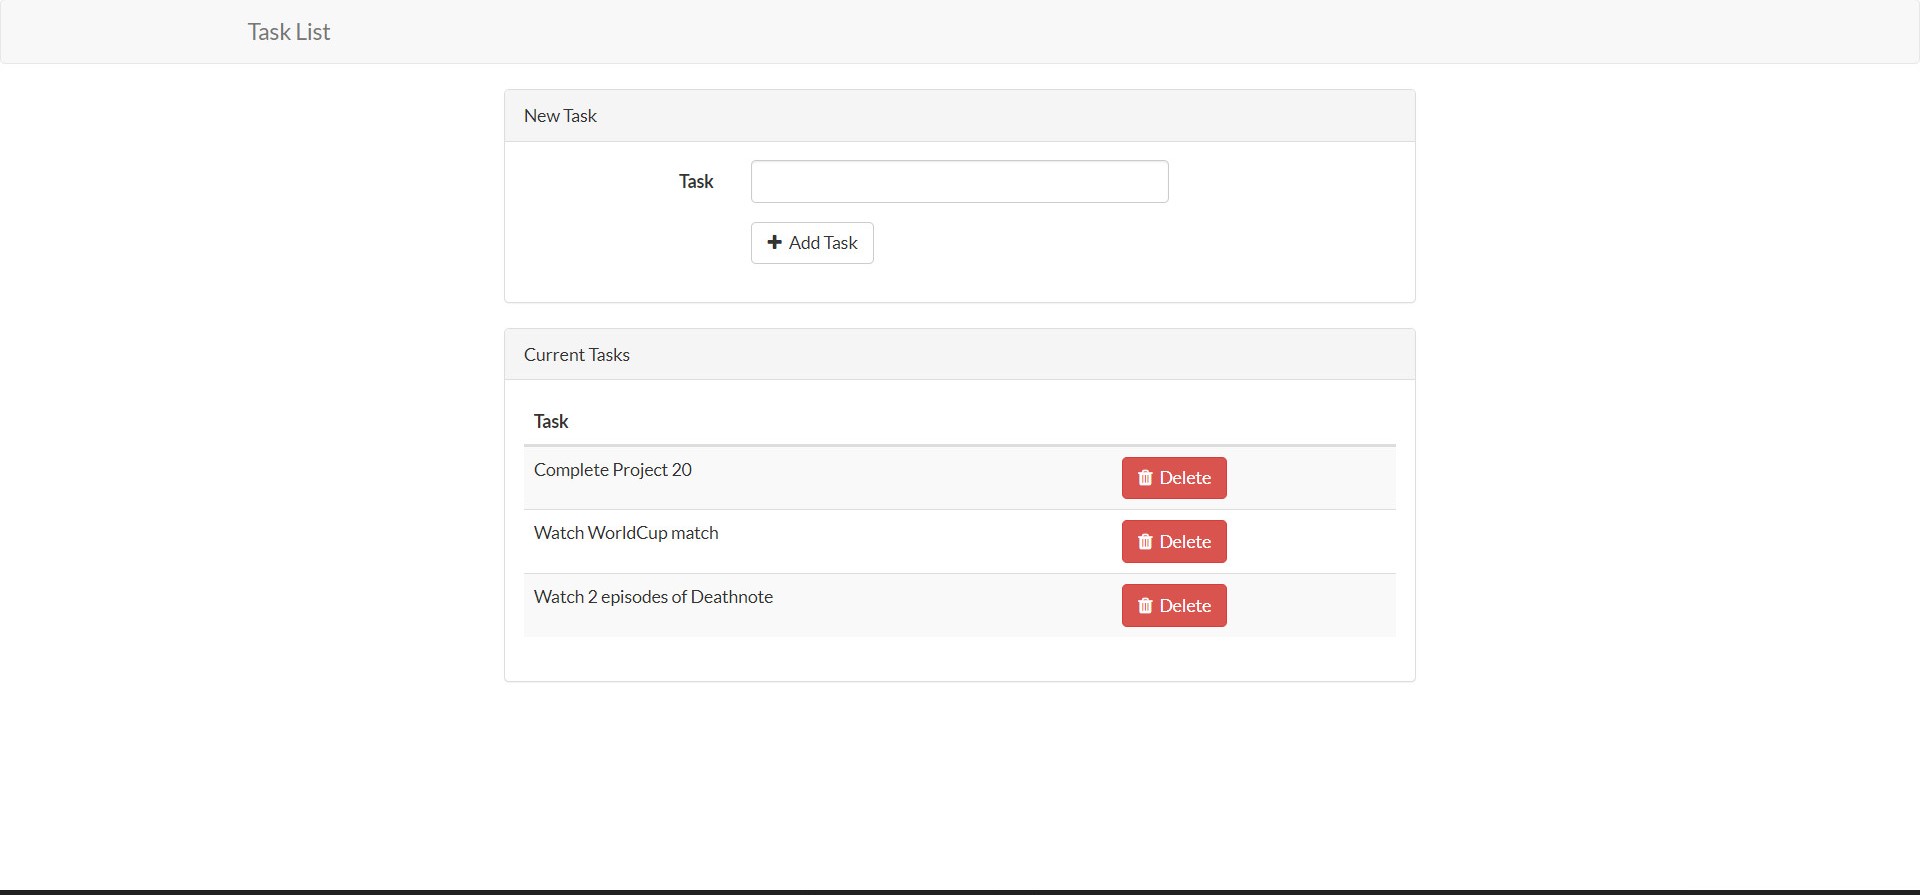 Task List
New Task
Task
Add Task
Current Tasks
Task
Complete Project 20
Delete
Watch WorldCup match
Delete
Watch 2 episodes of Deathnote
Delete